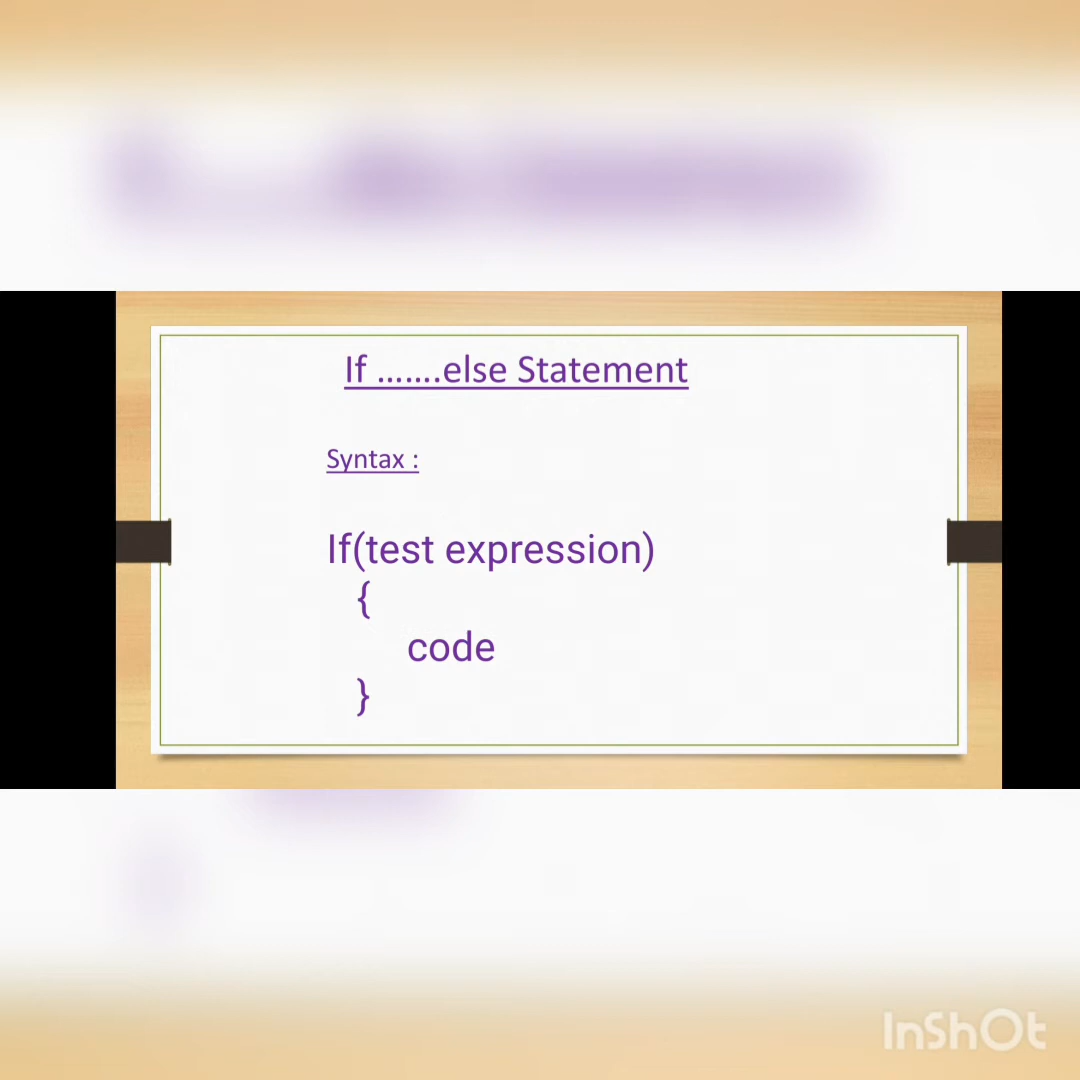 If …….else Statement
Syntax :
If(test expression)
{
code
}
InShOt